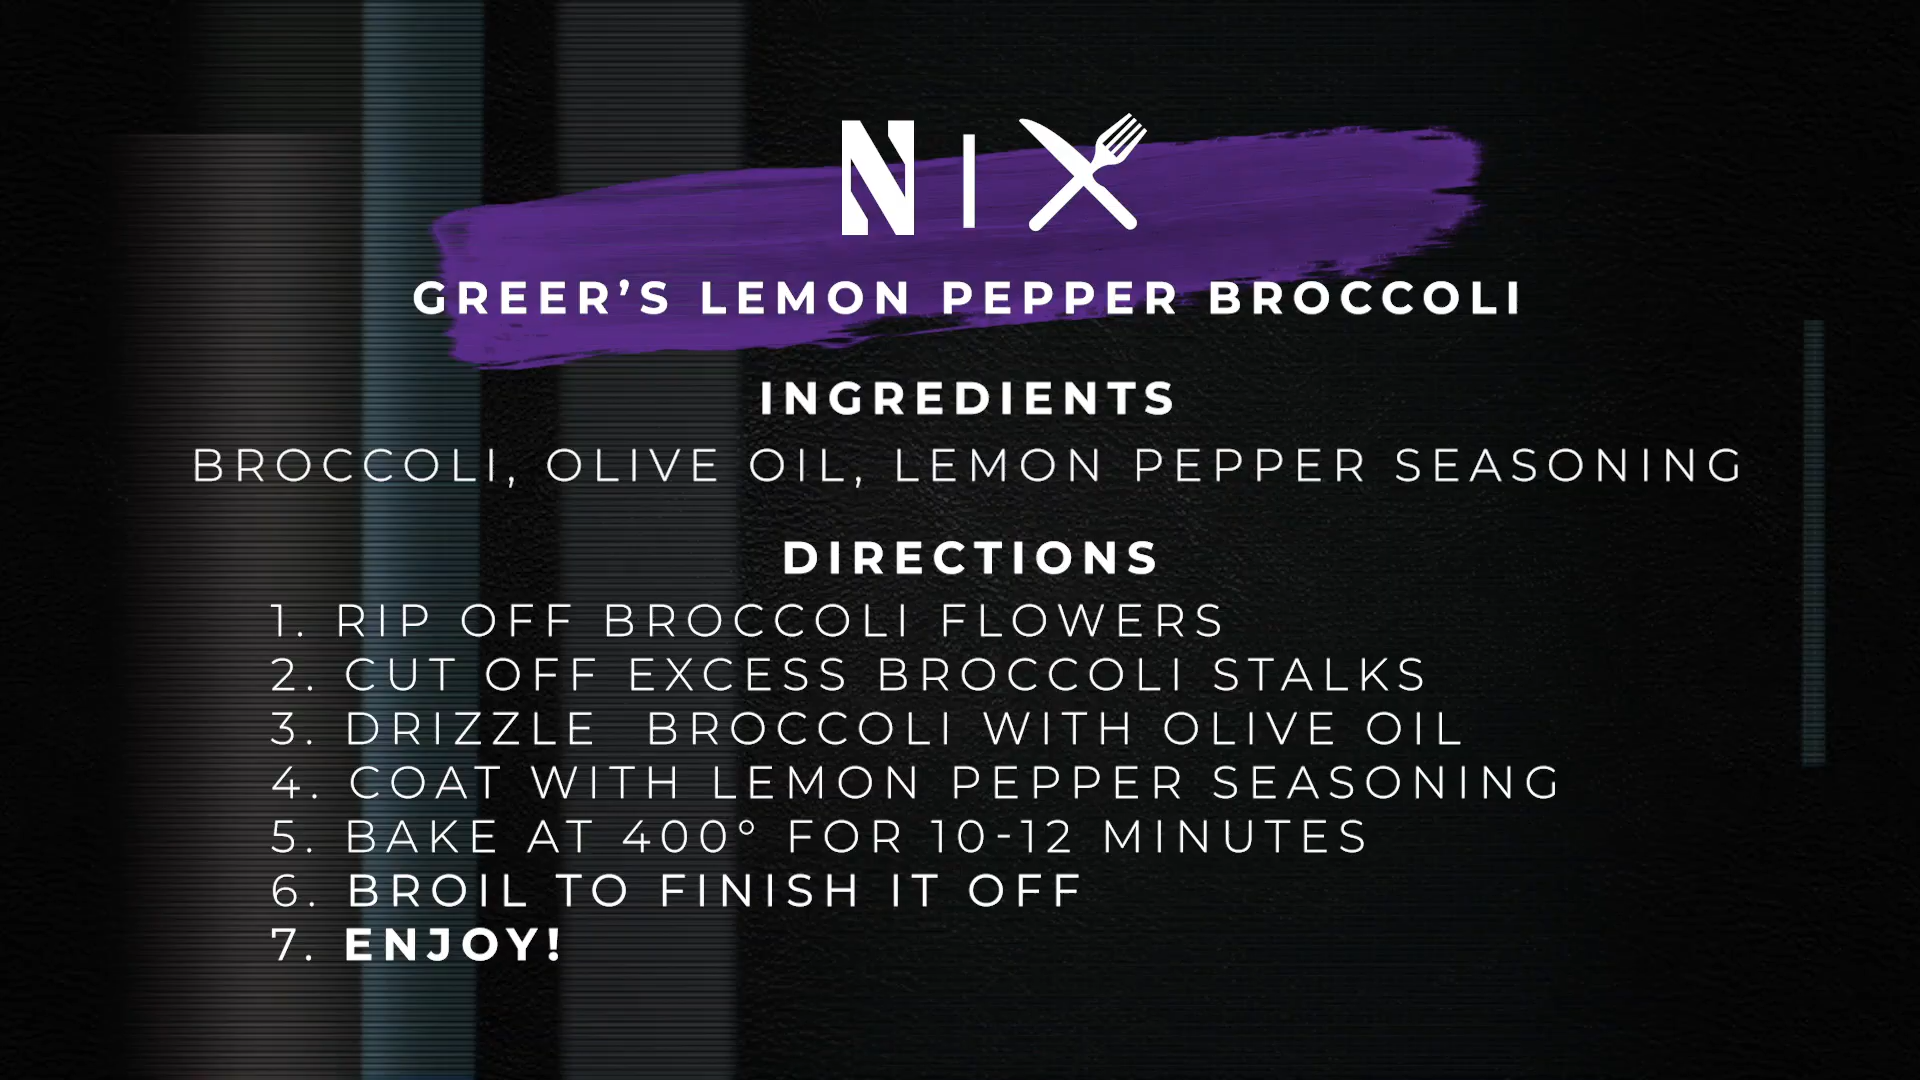 N | X
GREER’S LEMON PEPPER BROCCOLI
INGREDIENTS
BROCCOLI, OLIVE OIL, LEMON PEPPER SEASONING
DIRECTIONS
1. RIP OFF BROCCOLI FLOWERS
2. CUT OFF EXCESS BROCCOLI STALKS
3. DRIZZLE  BROCCOLI WITH OLIVE OIL
4. COAT WITH LEMON PEPPER SEASONING
5. BAKE AT 400° FOR 10-12 MINUTES
6. BROIL TO FINISH IT OFF
7. ENJOY!